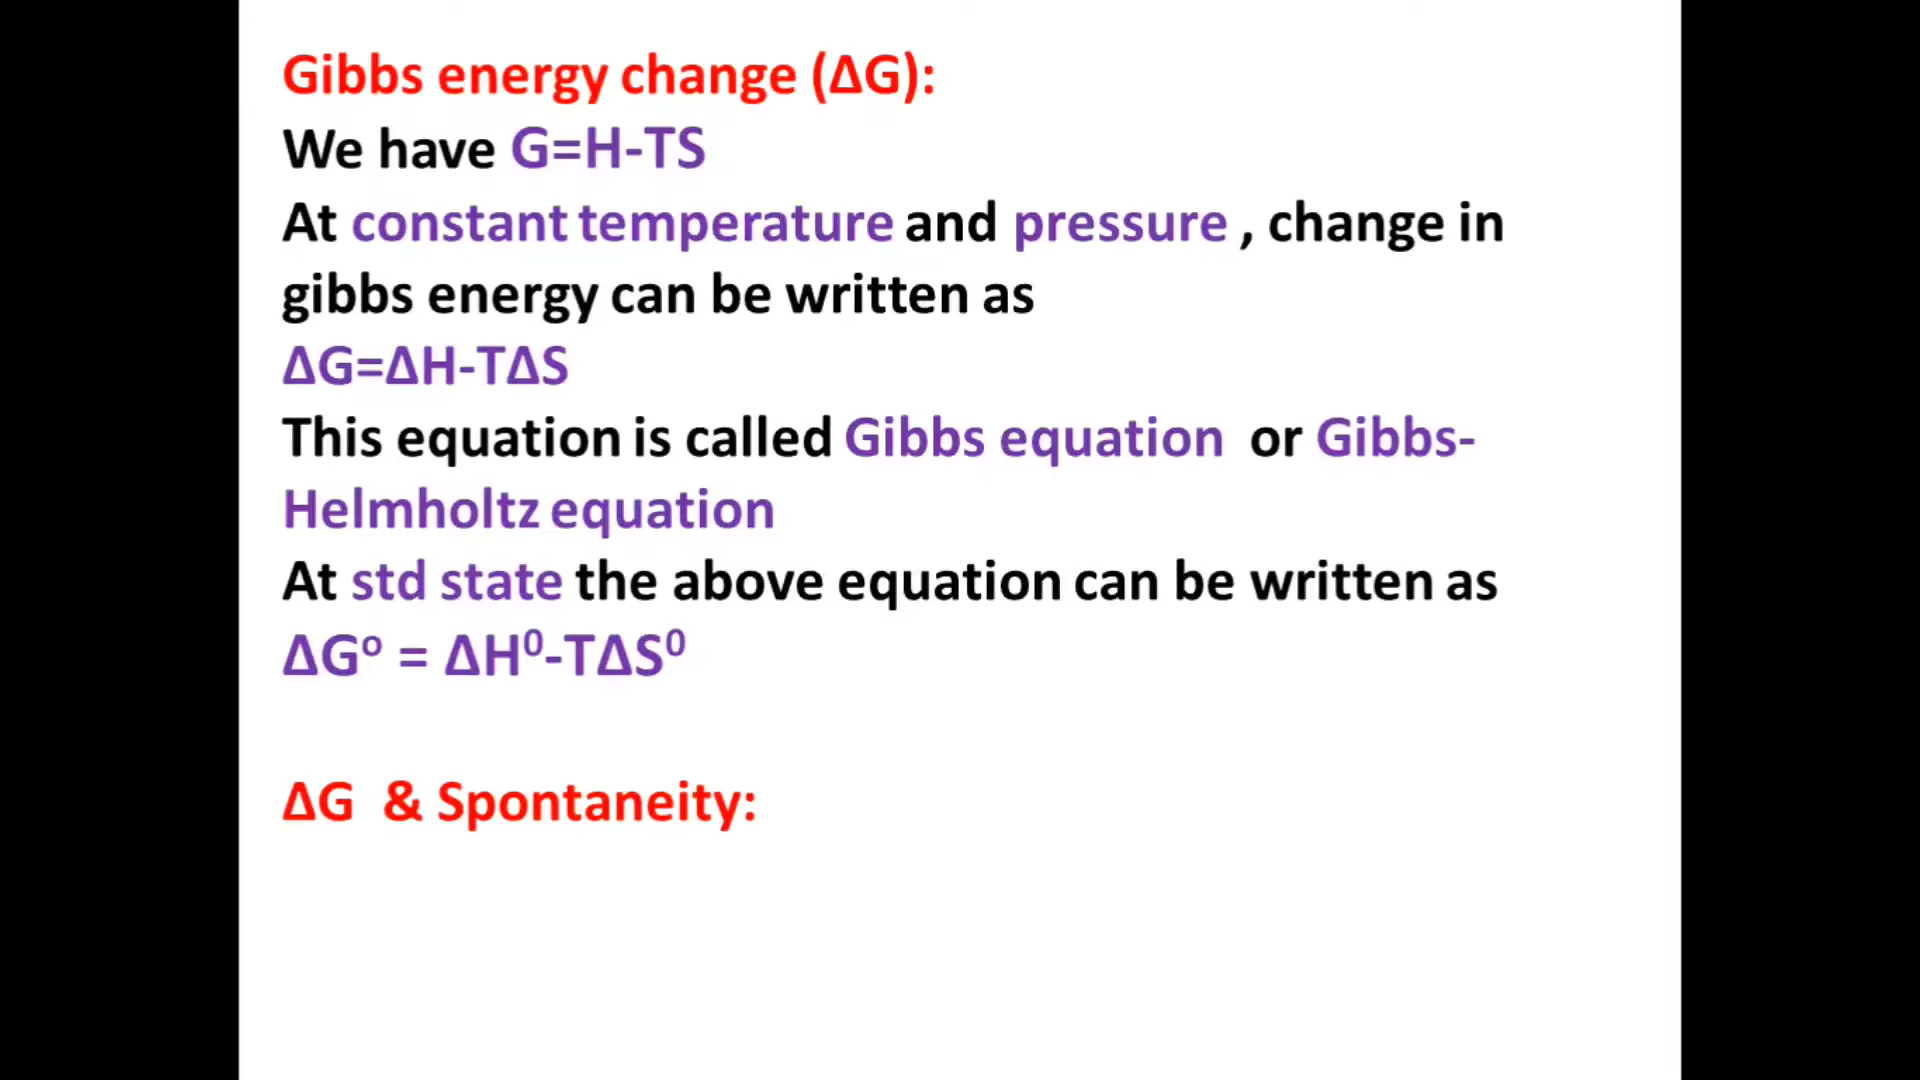 Gibbs energy change (ΔG):
We have G=H-TS
At constant temperature and pressure , change in
gibbs energy can be written as
ΔG=ΔH-TΔS
This equation is called Gibbs equation or Gibbs-
Helmholtz equation
At std state the above equation can be written as
ΔGᵒ = ΔH⁰-TΔS⁰
ΔG & Spontaneity: